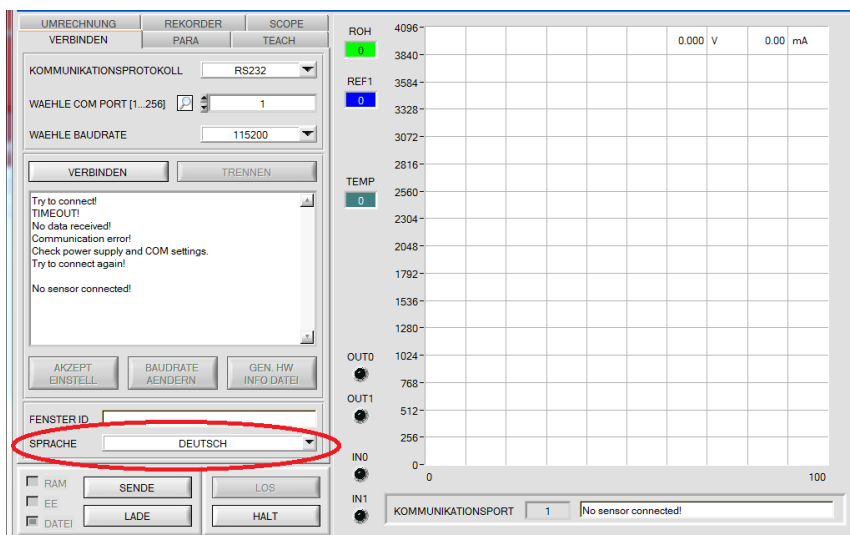 UMRECHNUNG REKORDER SCOPE
VERBINDEN PARA TEACH
KOMMUNIKATIONSPROTOKOLL RS232
WAEHLE COM PORT [1...256] 1
WAEHLE BAUDRATE 115200
VERBINDEN TRENNEN
Try to connect!
TIMEOUT!
No data received!
Communication error!
Check power supply and COM settings.
Try to connect again!
No sensor connected!
AKZEPT EINSTELL
BAUDRATE AENDERN
GEN. HW INFO DATEI
FENSTER ID
SPRACHE DEUTSCH
RAM
EE
DATEI
SENDE LOS
LADE HALT
ROH
0
REF1
0
TEMP
0
OUT0
OUT1
IN0
IN1
0.000 V 0.00 mA
4096
3840
3584
3328
3072
2816
2560
2304
2048
1792
1536
1280
1024
768
512
256
0
0 100
KOMMUNIKATIONSPORT 1 No sensor connected!